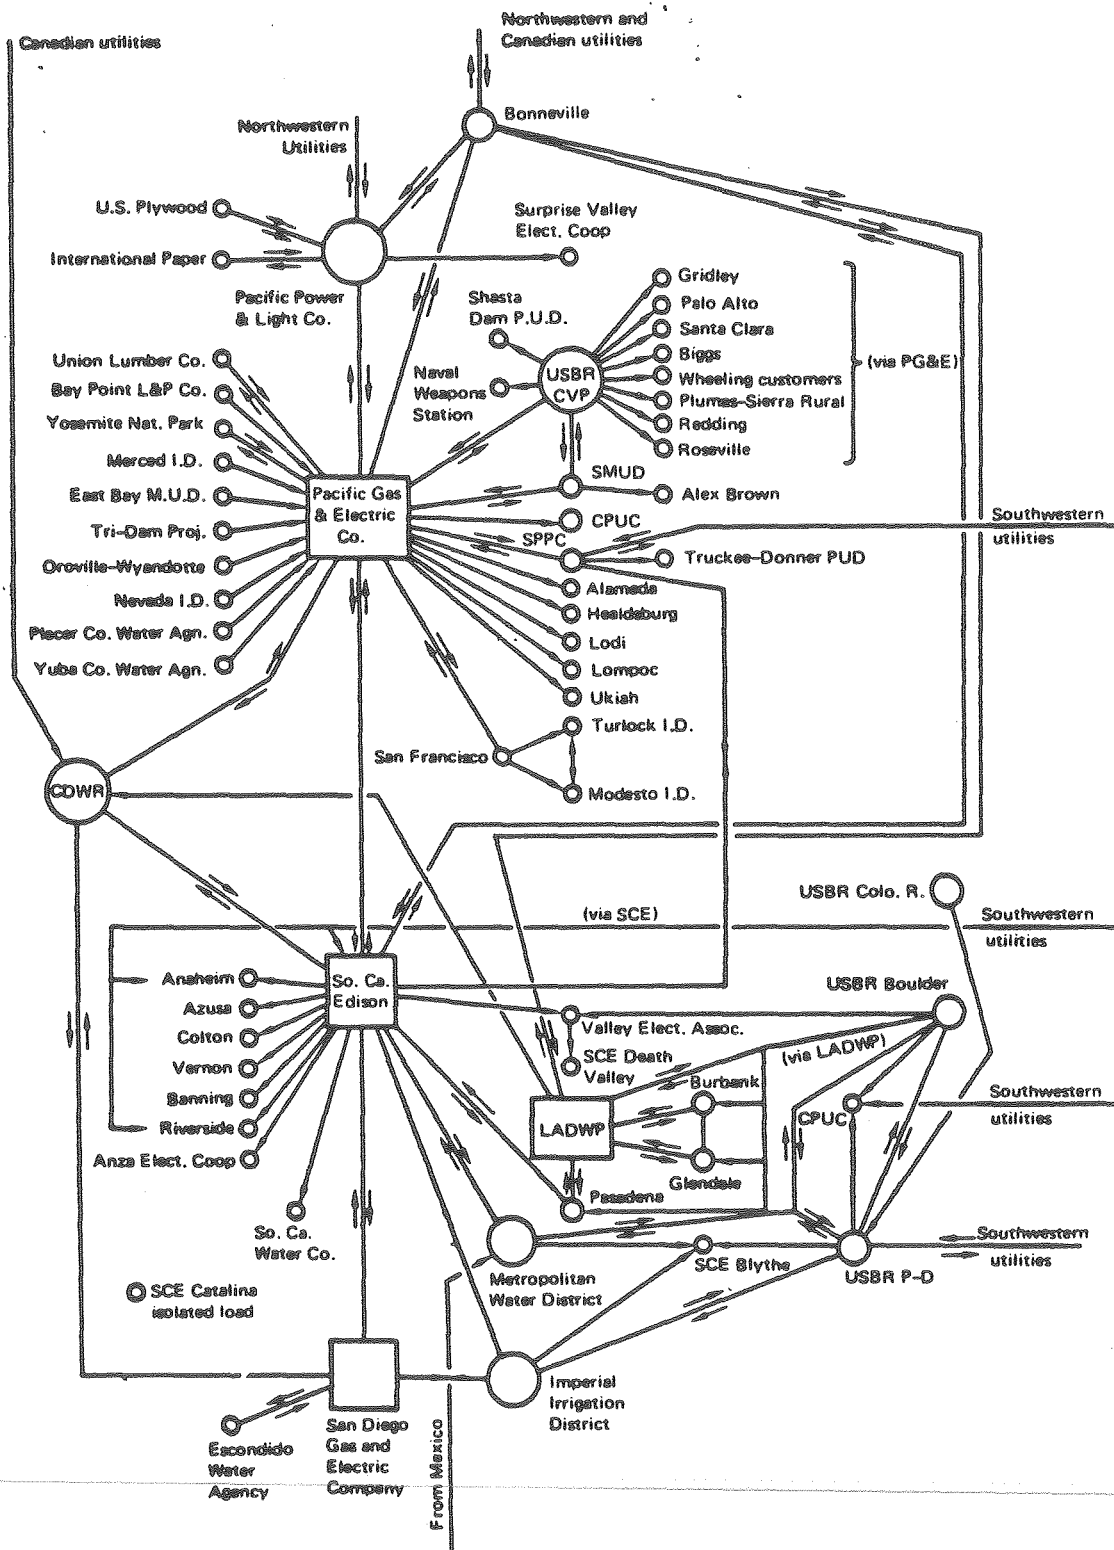 Northwestern and
Canadian utilities
Canadian utilities
Bonneville
Northwestern
Utilities
U.S. Plywood
Surprise Valley
Elect. Coop
International Paper
Pacific Power
& Light Co.
Shasta
Dam P.U.D.
Gridley
Palo Alto
Santa Clara
Biggs
Wheeling customers
Plumas-Sierra Rural
Redding
Roseville
(via PG&E)
USBR
CVP
Naval
Weapons
Station
Union Lumber Co.
Bay Point L&P Co.
Yosemite Nat. Park
Merced I.D.
East Bay M.U.D.
Tri-Dam Proj.
Oroville-Wyandotte
Nevada I.D.
Placer Co. Water Agn.
Yuba Co. Water Agn.
Pacific Gas
& Electric
Co.
SMUD
Alex Brown
CPUC
SPPC
Southwestern
utilities
Truckee-Donner PUD
Alameda
Healdsburg
Lodi
Lompoc
Ukiah
Turlock I.D.
San Francisco
Modesto I.D.
CDWR
USBR Colo. R.
(via SCE)
Southwestern
utilities
Anaheim
Azusa
Colton
Vernon
Banning
Riverside
Anza Elect. Coop
So. Ca.
Edison
USBR Boulder
Valley Elect. Assoc.
(via LADWP)
SCE Death
Valley
Burbank
LADWP
CPUC
Southwestern
utilities
Glendale
Pasadena
So. Ca.
Water Co.
Metropolitan
Water District
SCE Blythe
USBR P-D
Southwestern
utilities
SCE Catalina
isolated load
Imperial
Irrigation
District
San Diego
Gas and
Electric
Company
Escondido
Water
Agency
From Mexico